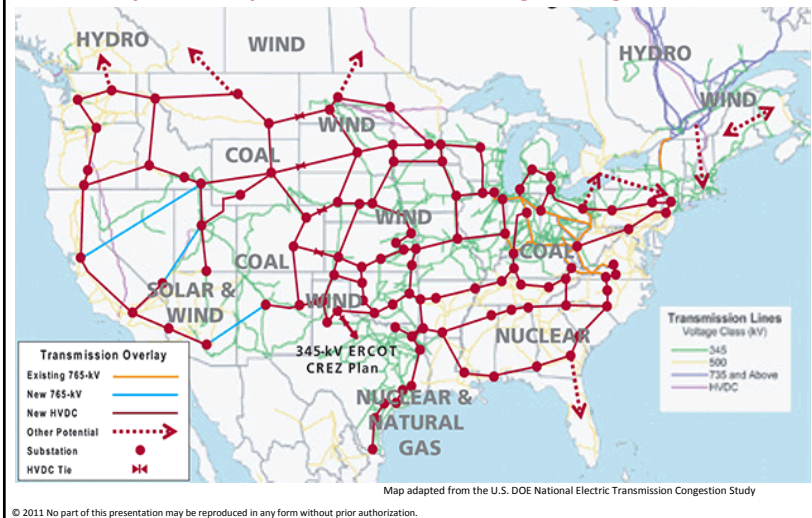 HYDRO
WIND
HYDRO
WIND
WIND
COAL
WIND
COAL
COAL
SOLAR &
WIND
WIND
NUCLEAR
345-kV ERCOT
CREZ Plan
NUCLEAR &
NATURAL
GAS
Transmission Overlay
Existing 765-kV
New 765-kV
New HVDC
Other Potential
Substation
HVDC Tie
Transmission Lines
Voltage Class (kV)
345
500
735 and Above
HVDC
Map adapted from the U.S. DOE National Electric Transmission Congestion Study
© 2011 No part of this presentation may be reproduced in any form without prior authorization.